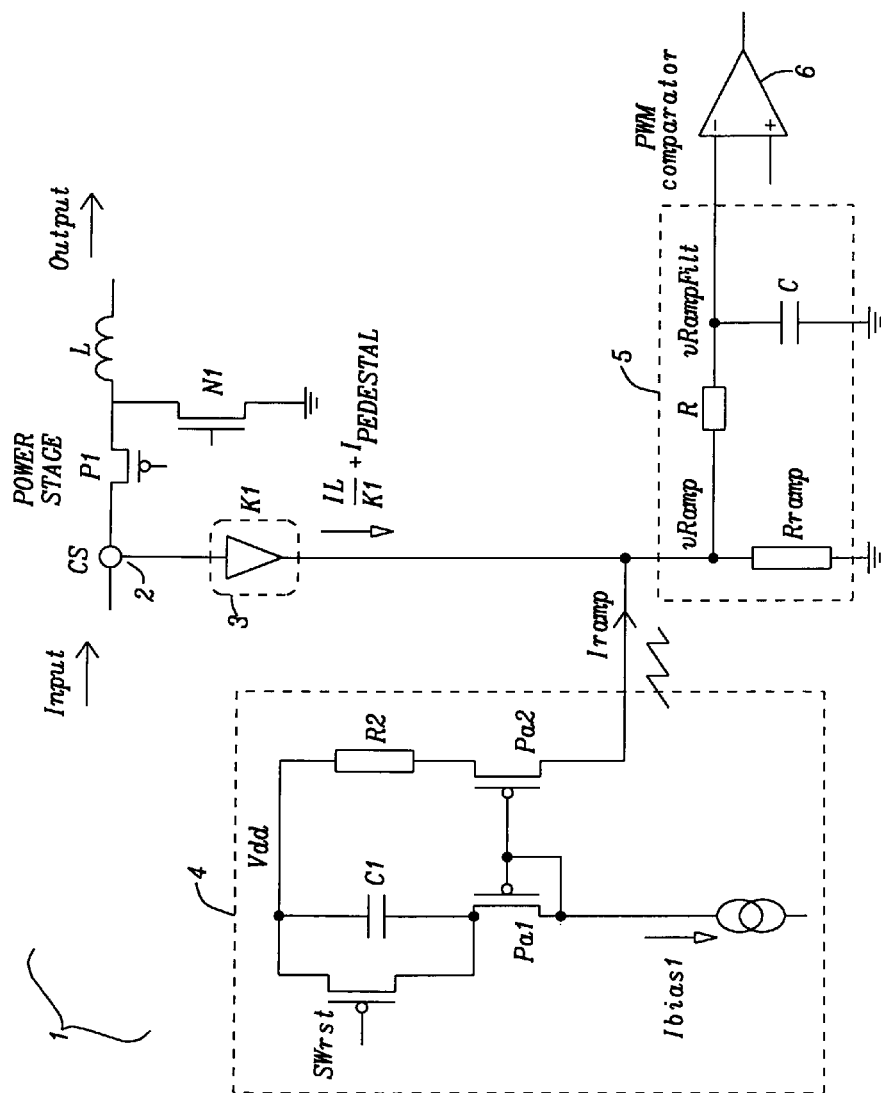 1
Input
Output
POWER
STAGE
CS
P1
L
2
N1
K1
3
IL/K1 + IPEDESTAL
4
Vdd
SWrst
C1
R2
Pa1
Pa2
Ibias1
Iramp
5
vRamp
R
vRampFilt
Rramp
C
PWM
comparator
-
+
6